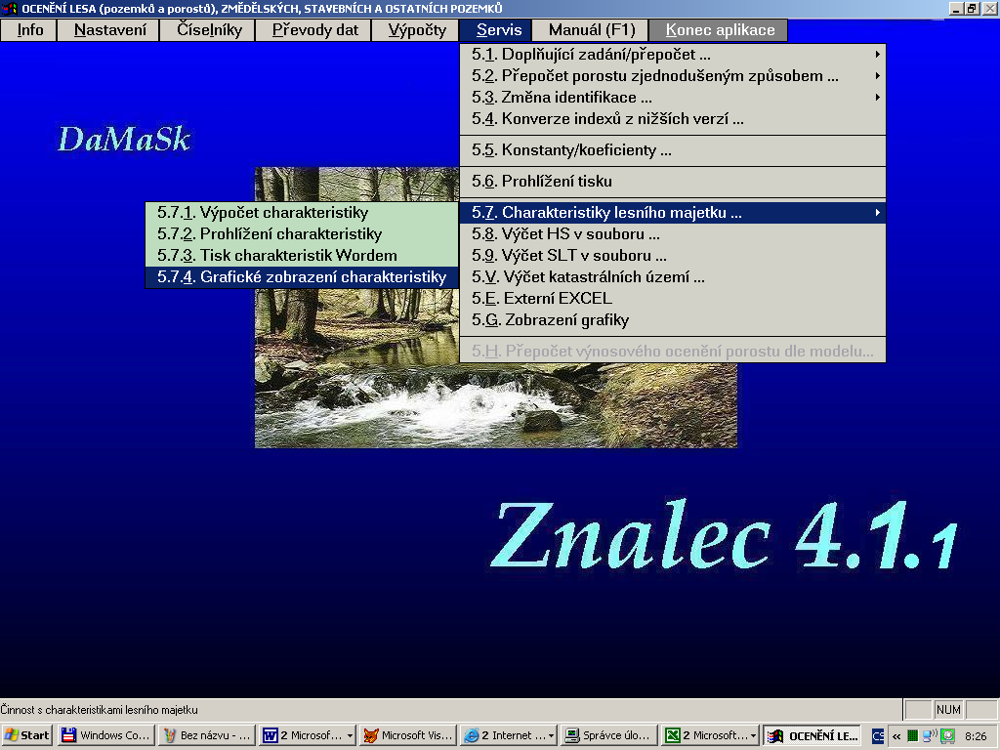 OCENĚNÍ LESA (pozemků a porostů), ZMĚDĚLSKÝCH, STAVEBNÍCH A OSTATNÍCH POZEMKŮ
Info Nastavení Číselníky Převody dat Výpočty Servis Manuál (F1) Konec aplikace
5.1. Doplňující zadání/přepočet ...
5.2. Přepočet porostu zjednodušeným způsobem ...
5.3. Změna identifikace ...
5.4. Konverze indexů z nižších verzí ...
5.5. Konstanty/koeficienty ...
5.6. Prohlížení tisku
5.7. Charakteristiky lesního majetku ...
5.8. Výčet HS v souboru ...
5.9. Výčet SLT v souboru ...
5.V. Výčet katastrálních území ...
5.E. Externí EXCEL
5.G. Zobrazení grafiky
5.H. Přepočet výnosového ocenění porostu dle modelu...
5.7.1. Výpočet charakteristiky
5.7.2. Prohlížení charakteristiky
5.7.3. Tisk charakteristik Wordem
5.7.4. Grafické zobrazení charakteristiky
DaMaSk
Znalec 4.1.1
Činnost s charakteristikami lesního majetku
NUM
Start Windows Co... Bez názvu - ... 2 Microsof... Microsoft Vis... 2 Internet ... Správce úlo... 2 Microsoft... OCENĚNÍ LE... CS « 8:26